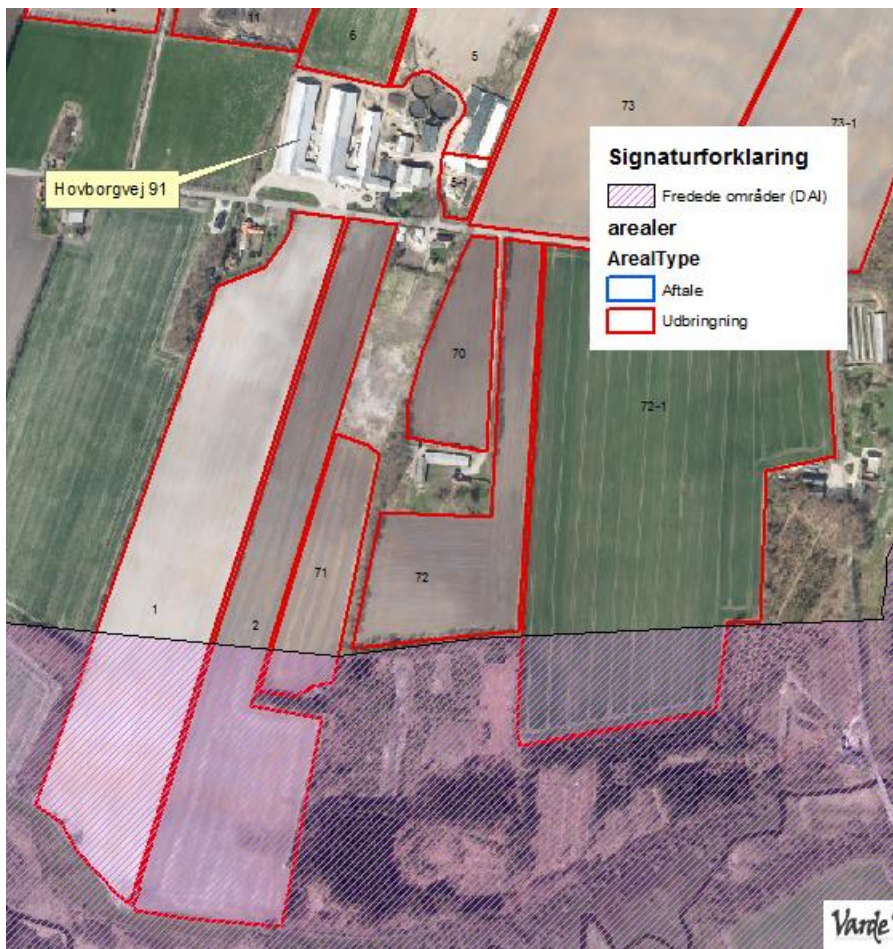 11
6
5
73
73-1
Hovborgvej 91
Signaturforklaring
Fredede områder (DAI)
arealer
ArealType
Aftale
Udbringning
70
72-1
71
72
1
2
Varde